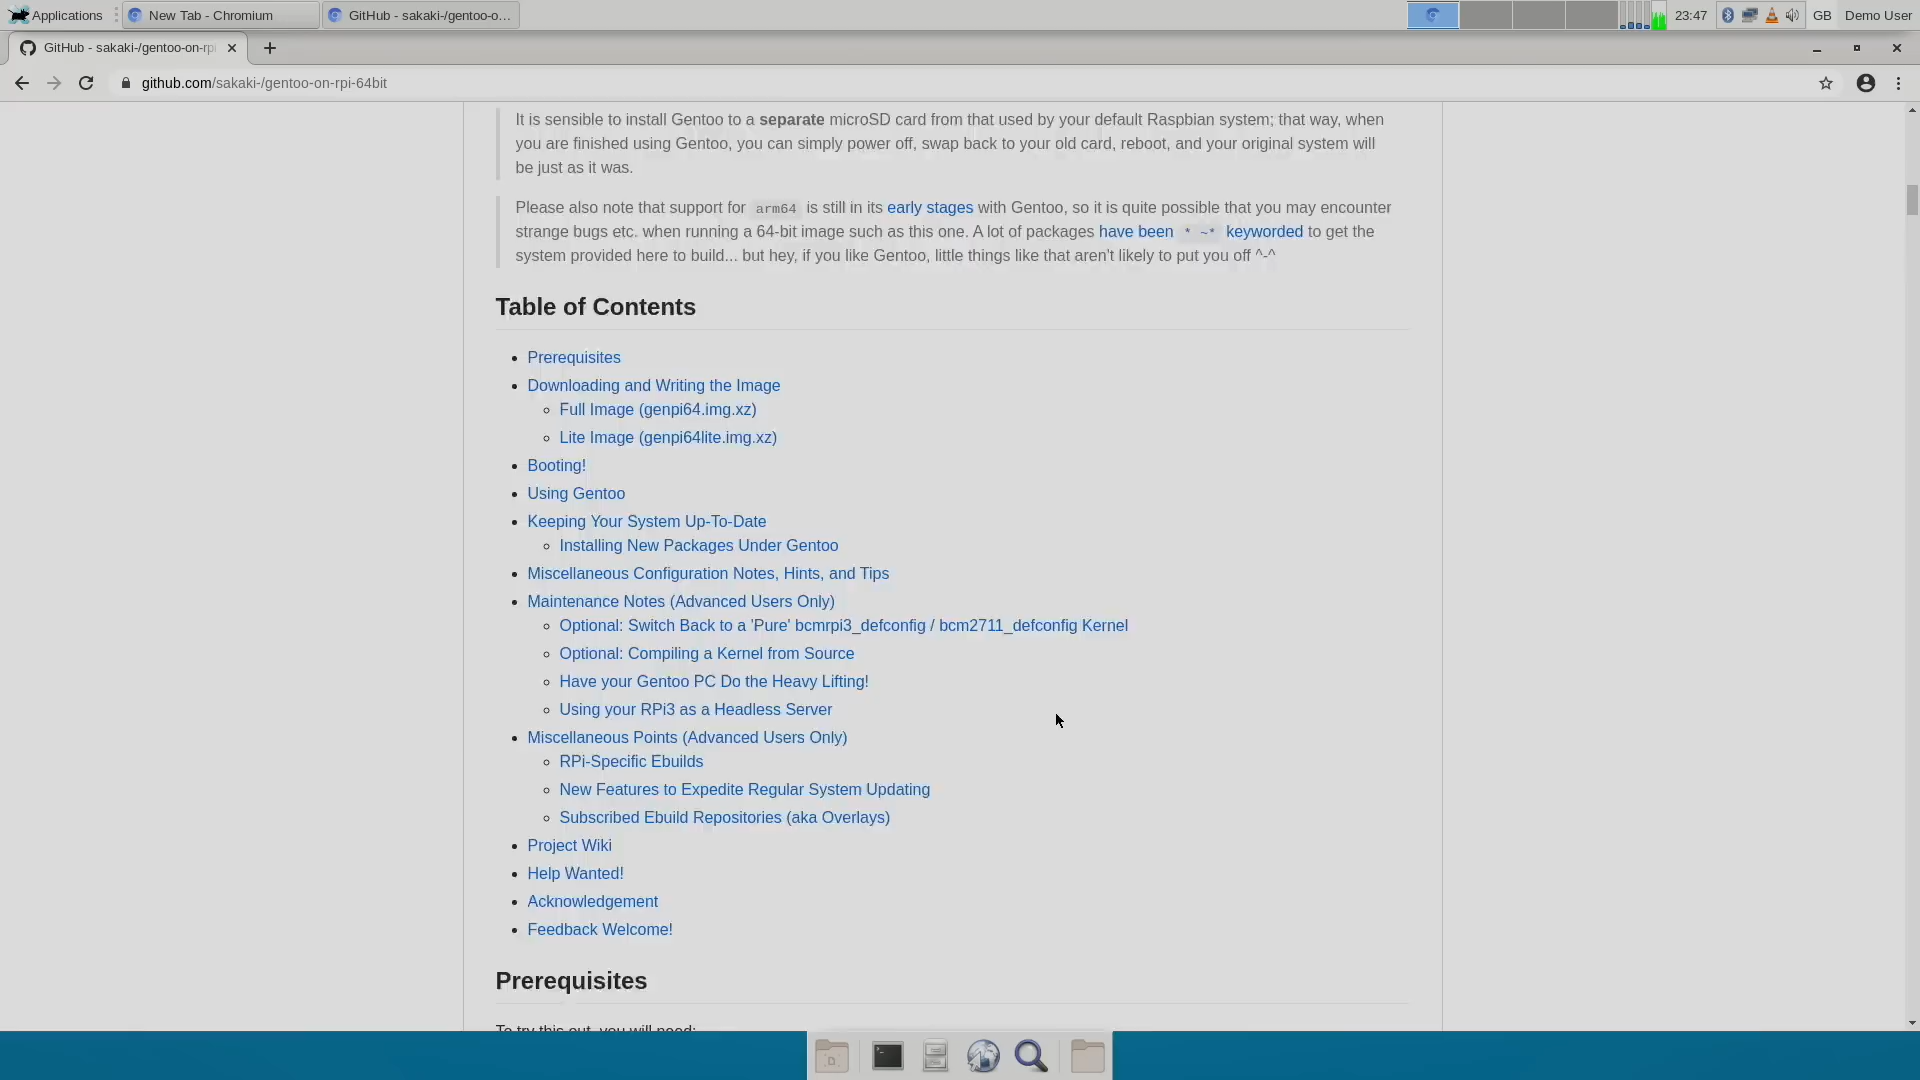 Applications
New Tab - Chromium
GitHub - sakaki-/gentoo-o...
23:47
GB
Demo User
GitHub - sakaki-/gentoo-on-rpi
github.com/sakaki-/gentoo-on-rpi-64bit
It is sensible to install Gentoo to a separate microSD card from that used by your default Raspbian system; that way, when
you are finished using Gentoo, you can simply power off, swap back to your old card, reboot, and your original system will
be just as it was.
Please also note that support for arm64 is still in its early stages with Gentoo, so it is quite possible that you may encounter
strange bugs etc. when running a 64-bit image such as this one. A lot of packages have been * ~* keyworded to get the
system provided here to build... but hey, if you like Gentoo, little things like that aren't likely to put you off ^-^
Table of Contents
Prerequisites
Downloading and Writing the Image
Full Image (genpi64.img.xz)
Lite Image (genpi64lite.img.xz)
Booting!
Using Gentoo
Keeping Your System Up-To-Date
Installing New Packages Under Gentoo
Miscellaneous Configuration Notes, Hints, and Tips
Maintenance Notes (Advanced Users Only)
Optional: Switch Back to a 'Pure' bcmrpi3_defconfig / bcm2711_defconfig Kernel
Optional: Compiling a Kernel from Source
Have your Gentoo PC Do the Heavy Lifting!
Using your RPi3 as a Headless Server
Miscellaneous Points (Advanced Users Only)
RPi-Specific Ebuilds
New Features to Expedite Regular System Updating
Subscribed Ebuild Repositories (aka Overlays)
Project Wiki
Help Wanted!
Acknowledgement
Feedback Welcome!
Prerequisites
To try this out, you will need: